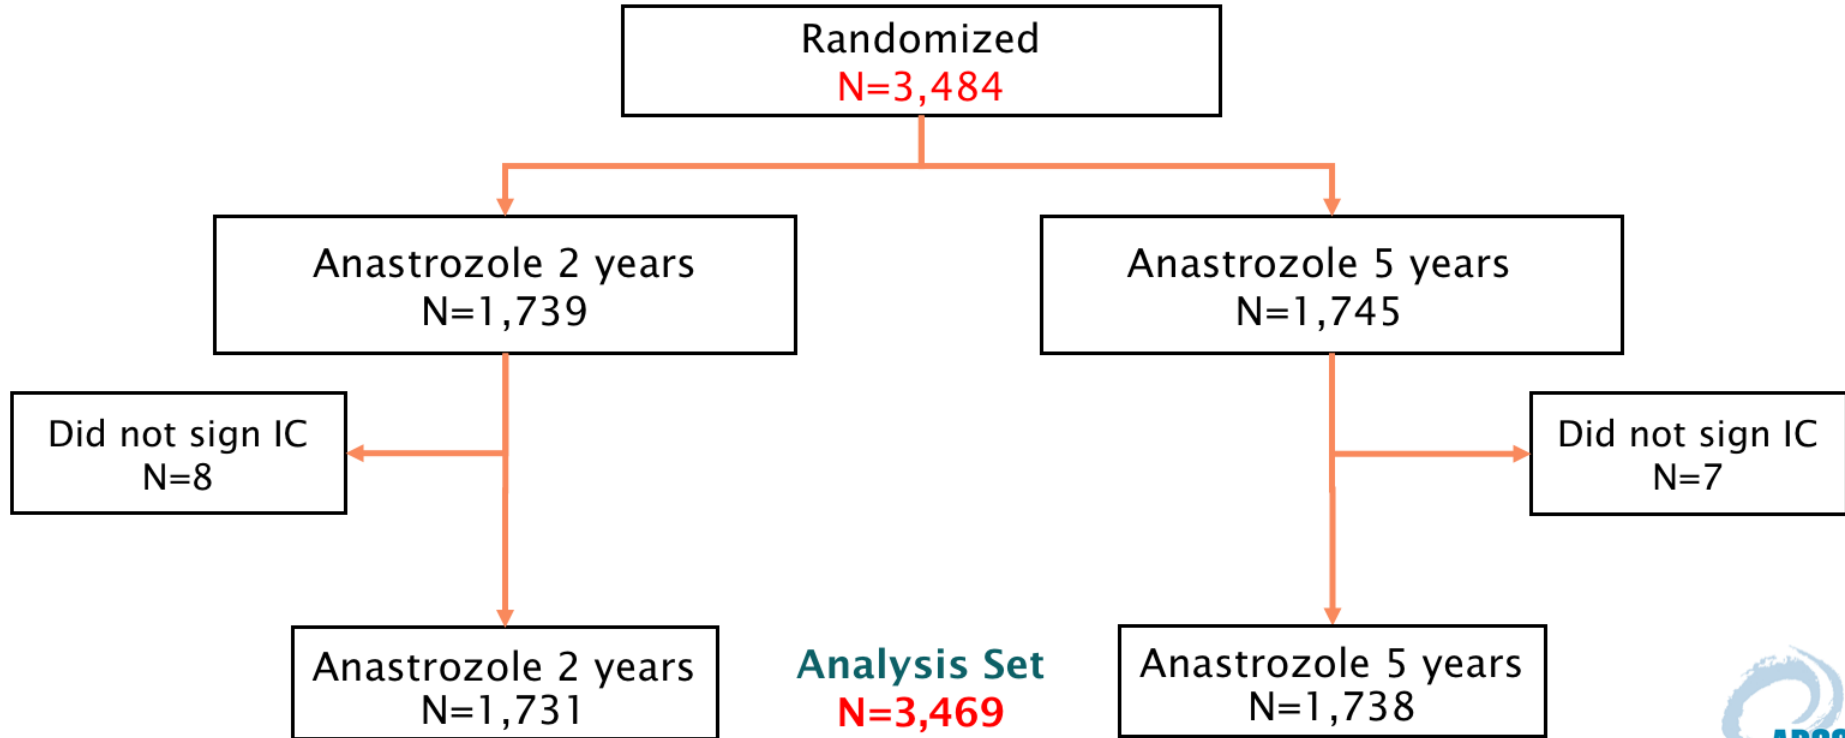 Randomized
N=3,484
Anastrozole 2 years
N=1,739
Anastrozole 5 years
N=1,745
Did not sign IC
N=8
Did not sign IC
N=7
Anastrozole 2 years
N=1,731
Analysis Set
N=3,469
Anastrozole 5 years
N=1,738